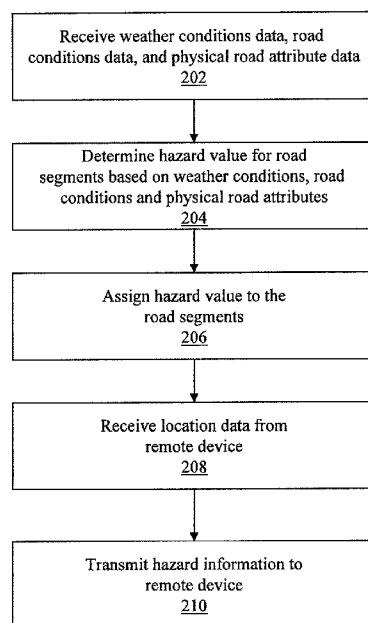 Receive weather conditions data, road
conditions data, and physical road attribute data
202
Determine hazard value for road
segments based on weather conditions, road
conditions and physical road attributes
204
Assign hazard value to the
road segments
206
Receive location data from
remote device
208
Transmit hazard information to
remote device
210